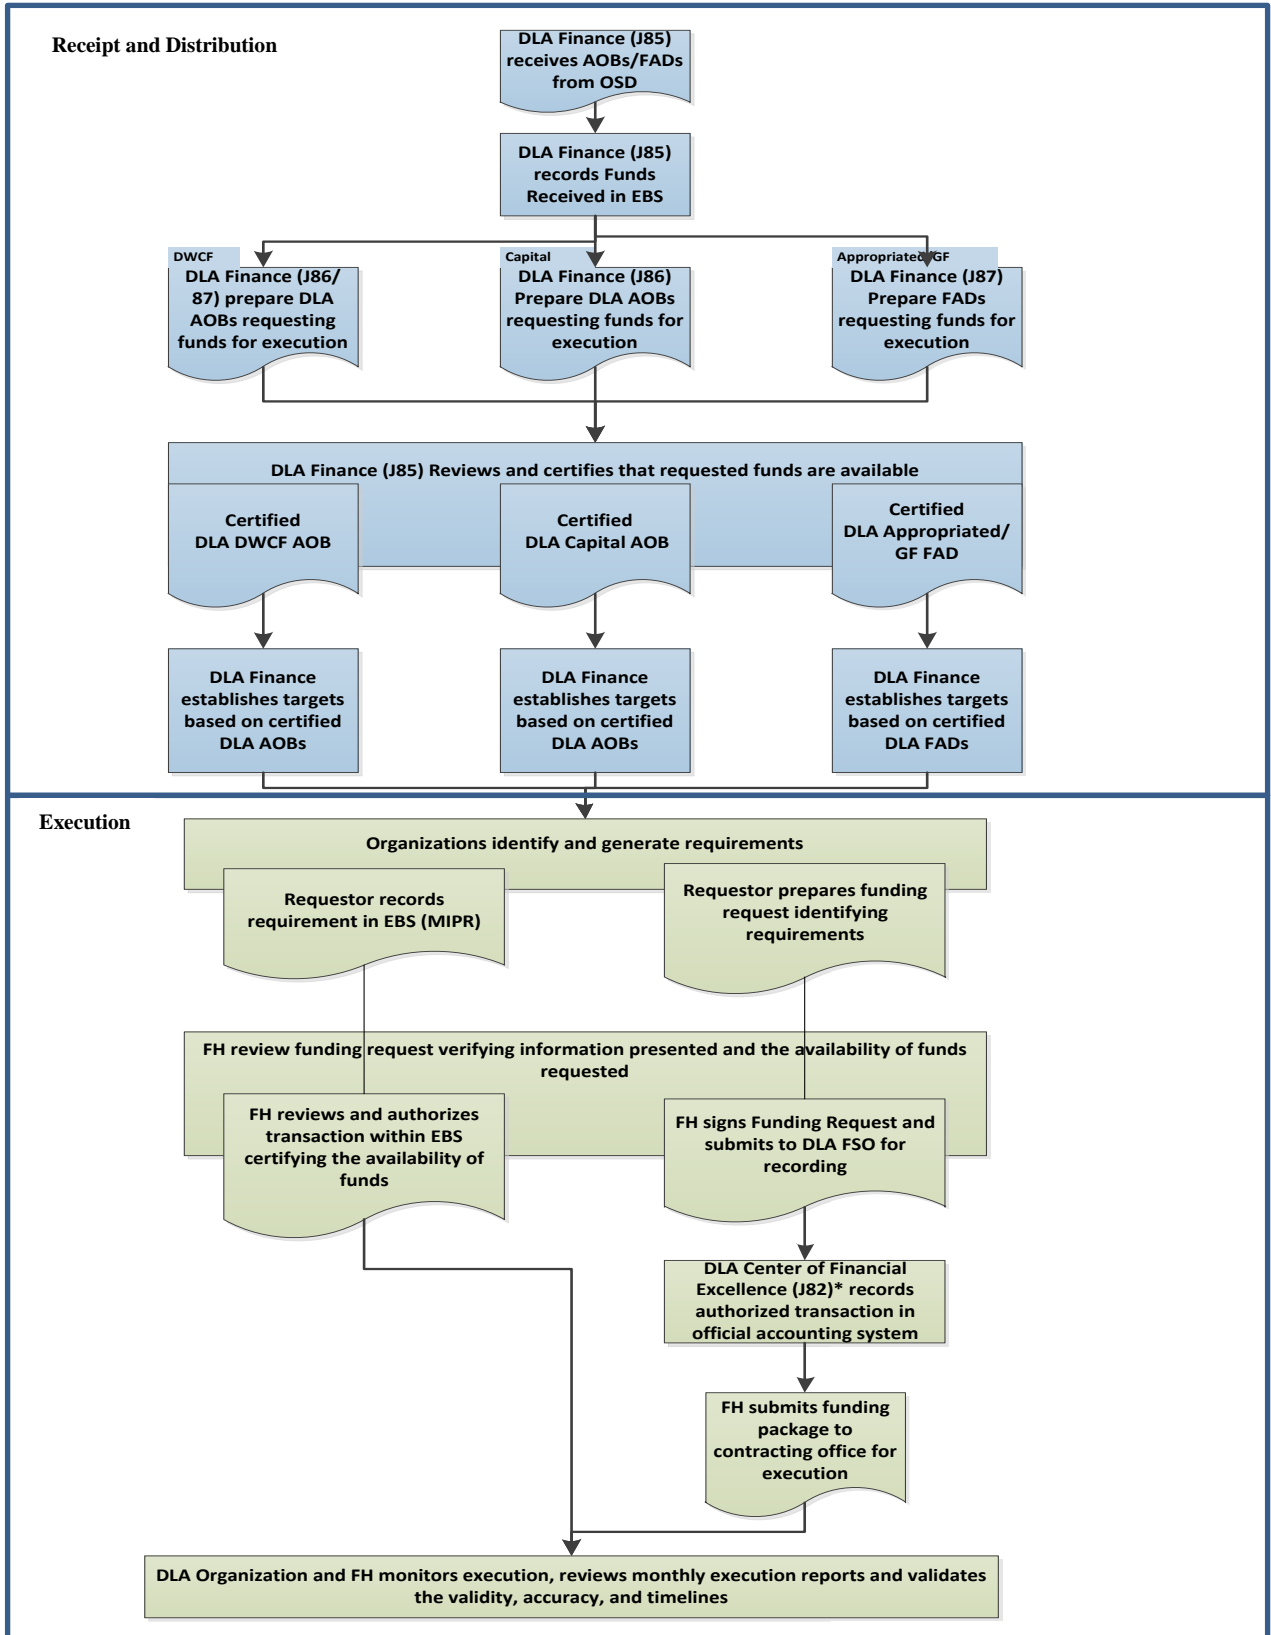 Receipt and Distribution
DLA Finance (J85)
receives AOBs/FADs
from OSD
DLA Finance (J85)
records Funds
Received in EBS
DWCF
DLA Finance (J86/
87) prepare DLA
AOBs requesting
funds for execution
Capital
DLA Finance (J86)
Prepare DLA AOBs
requesting funds for
execution
Appropriated/GF
DLA Finance (J87)
Prepare FADs
requesting funds for
execution
DLA Finance (J85) Reviews and certifies that requested funds are available
Certified
DLA DWCF AOB
Certified
DLA Capital AOB
Certified
DLA Appropriated/
GF FAD
DLA Finance
establishes targets
based on certified
DLA AOBs
DLA Finance
establishes targets
based on certified
DLA AOBs
DLA Finance
establishes targets
based on certified
DLA FADs
Execution
Organizations identify and generate requirements
Requestor records
requirement in EBS (MIPR)
Requestor prepares funding
request identifying
requirements
FH review funding request verifying information presented and the availability of funds
requested
FH reviews and authorizes
transaction within EBS
certifying the availability of
funds
FH signs Funding Request and
submits to DLA FSO for
recording
DLA Center of Financial
Excellence (J82)* records
authorized transaction in
official accounting system
FH submits funding
package to
contracting office for
execution
DLA Organization and FH monitors execution, reviews monthly execution reports and validates
the validity, accuracy, and timelines